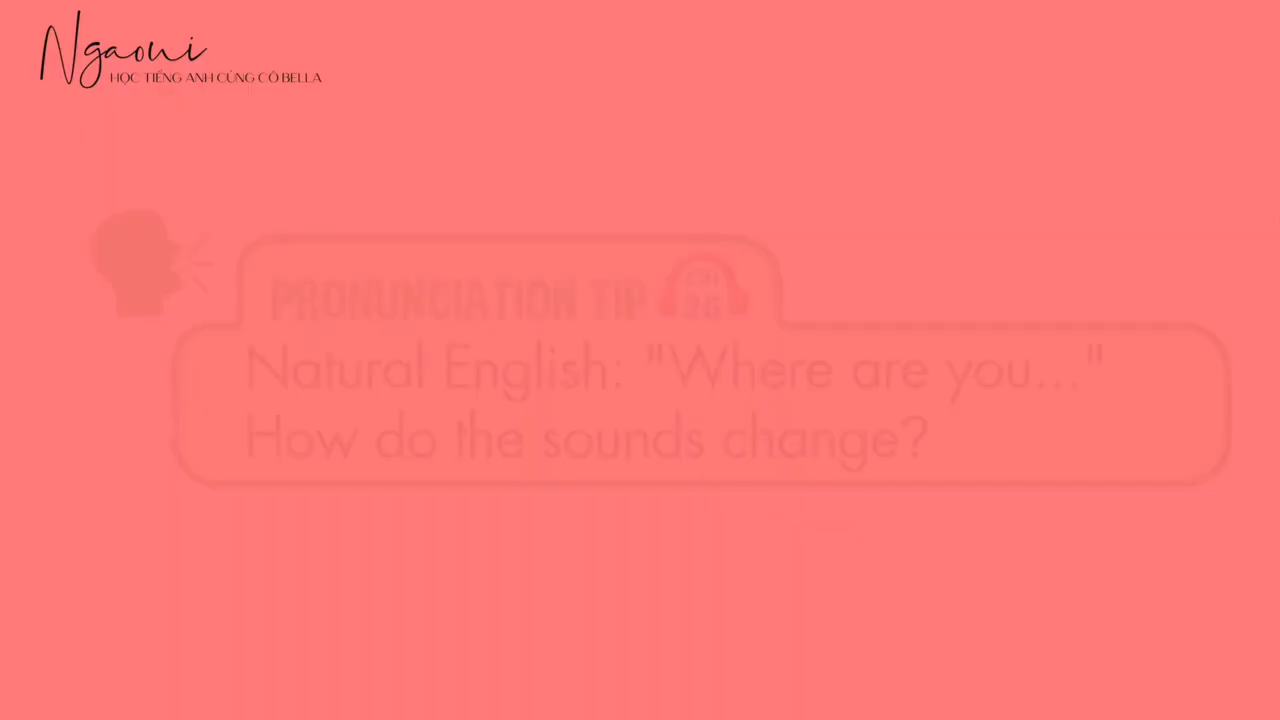 Ngaoni
HỌC TIẾNG ANH CÙNG CÔ BELLA
PRONUNCIATION TIP
26
Natural English: "Where are you..."
How do the sounds change?